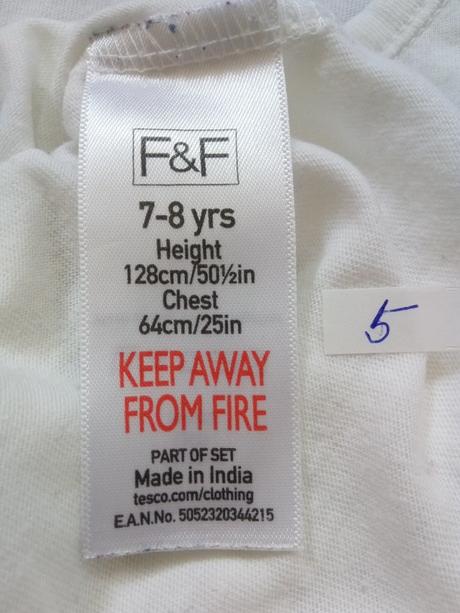 F&F
7-8 yrs
Height
128cm/50½in
Chest
64cm/25in
KEEP AWAY
FROM FIRE
PART OF SET
Made in India
tesco.com/clothing
E.A.N.No. 5052320344215
5